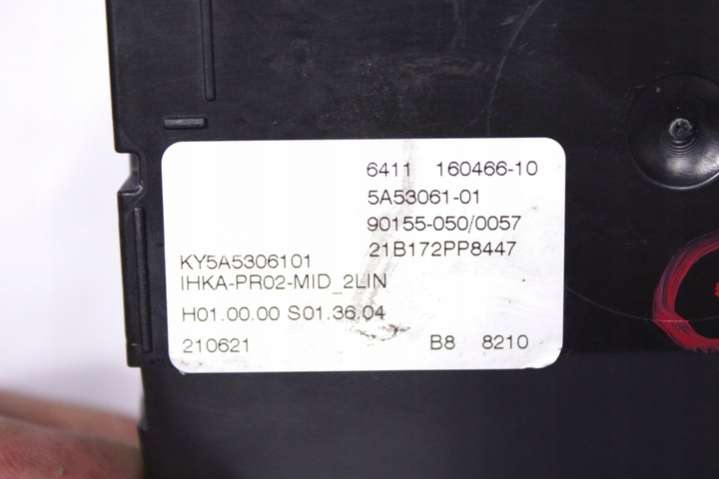 6411 160466-10
5A53061-01
90155-050/0057
21B172PP8447
KY5A5306101
IHKA-PR02-MID_2LIN
H01.00.00 S01.36.04
210621 B8 8210